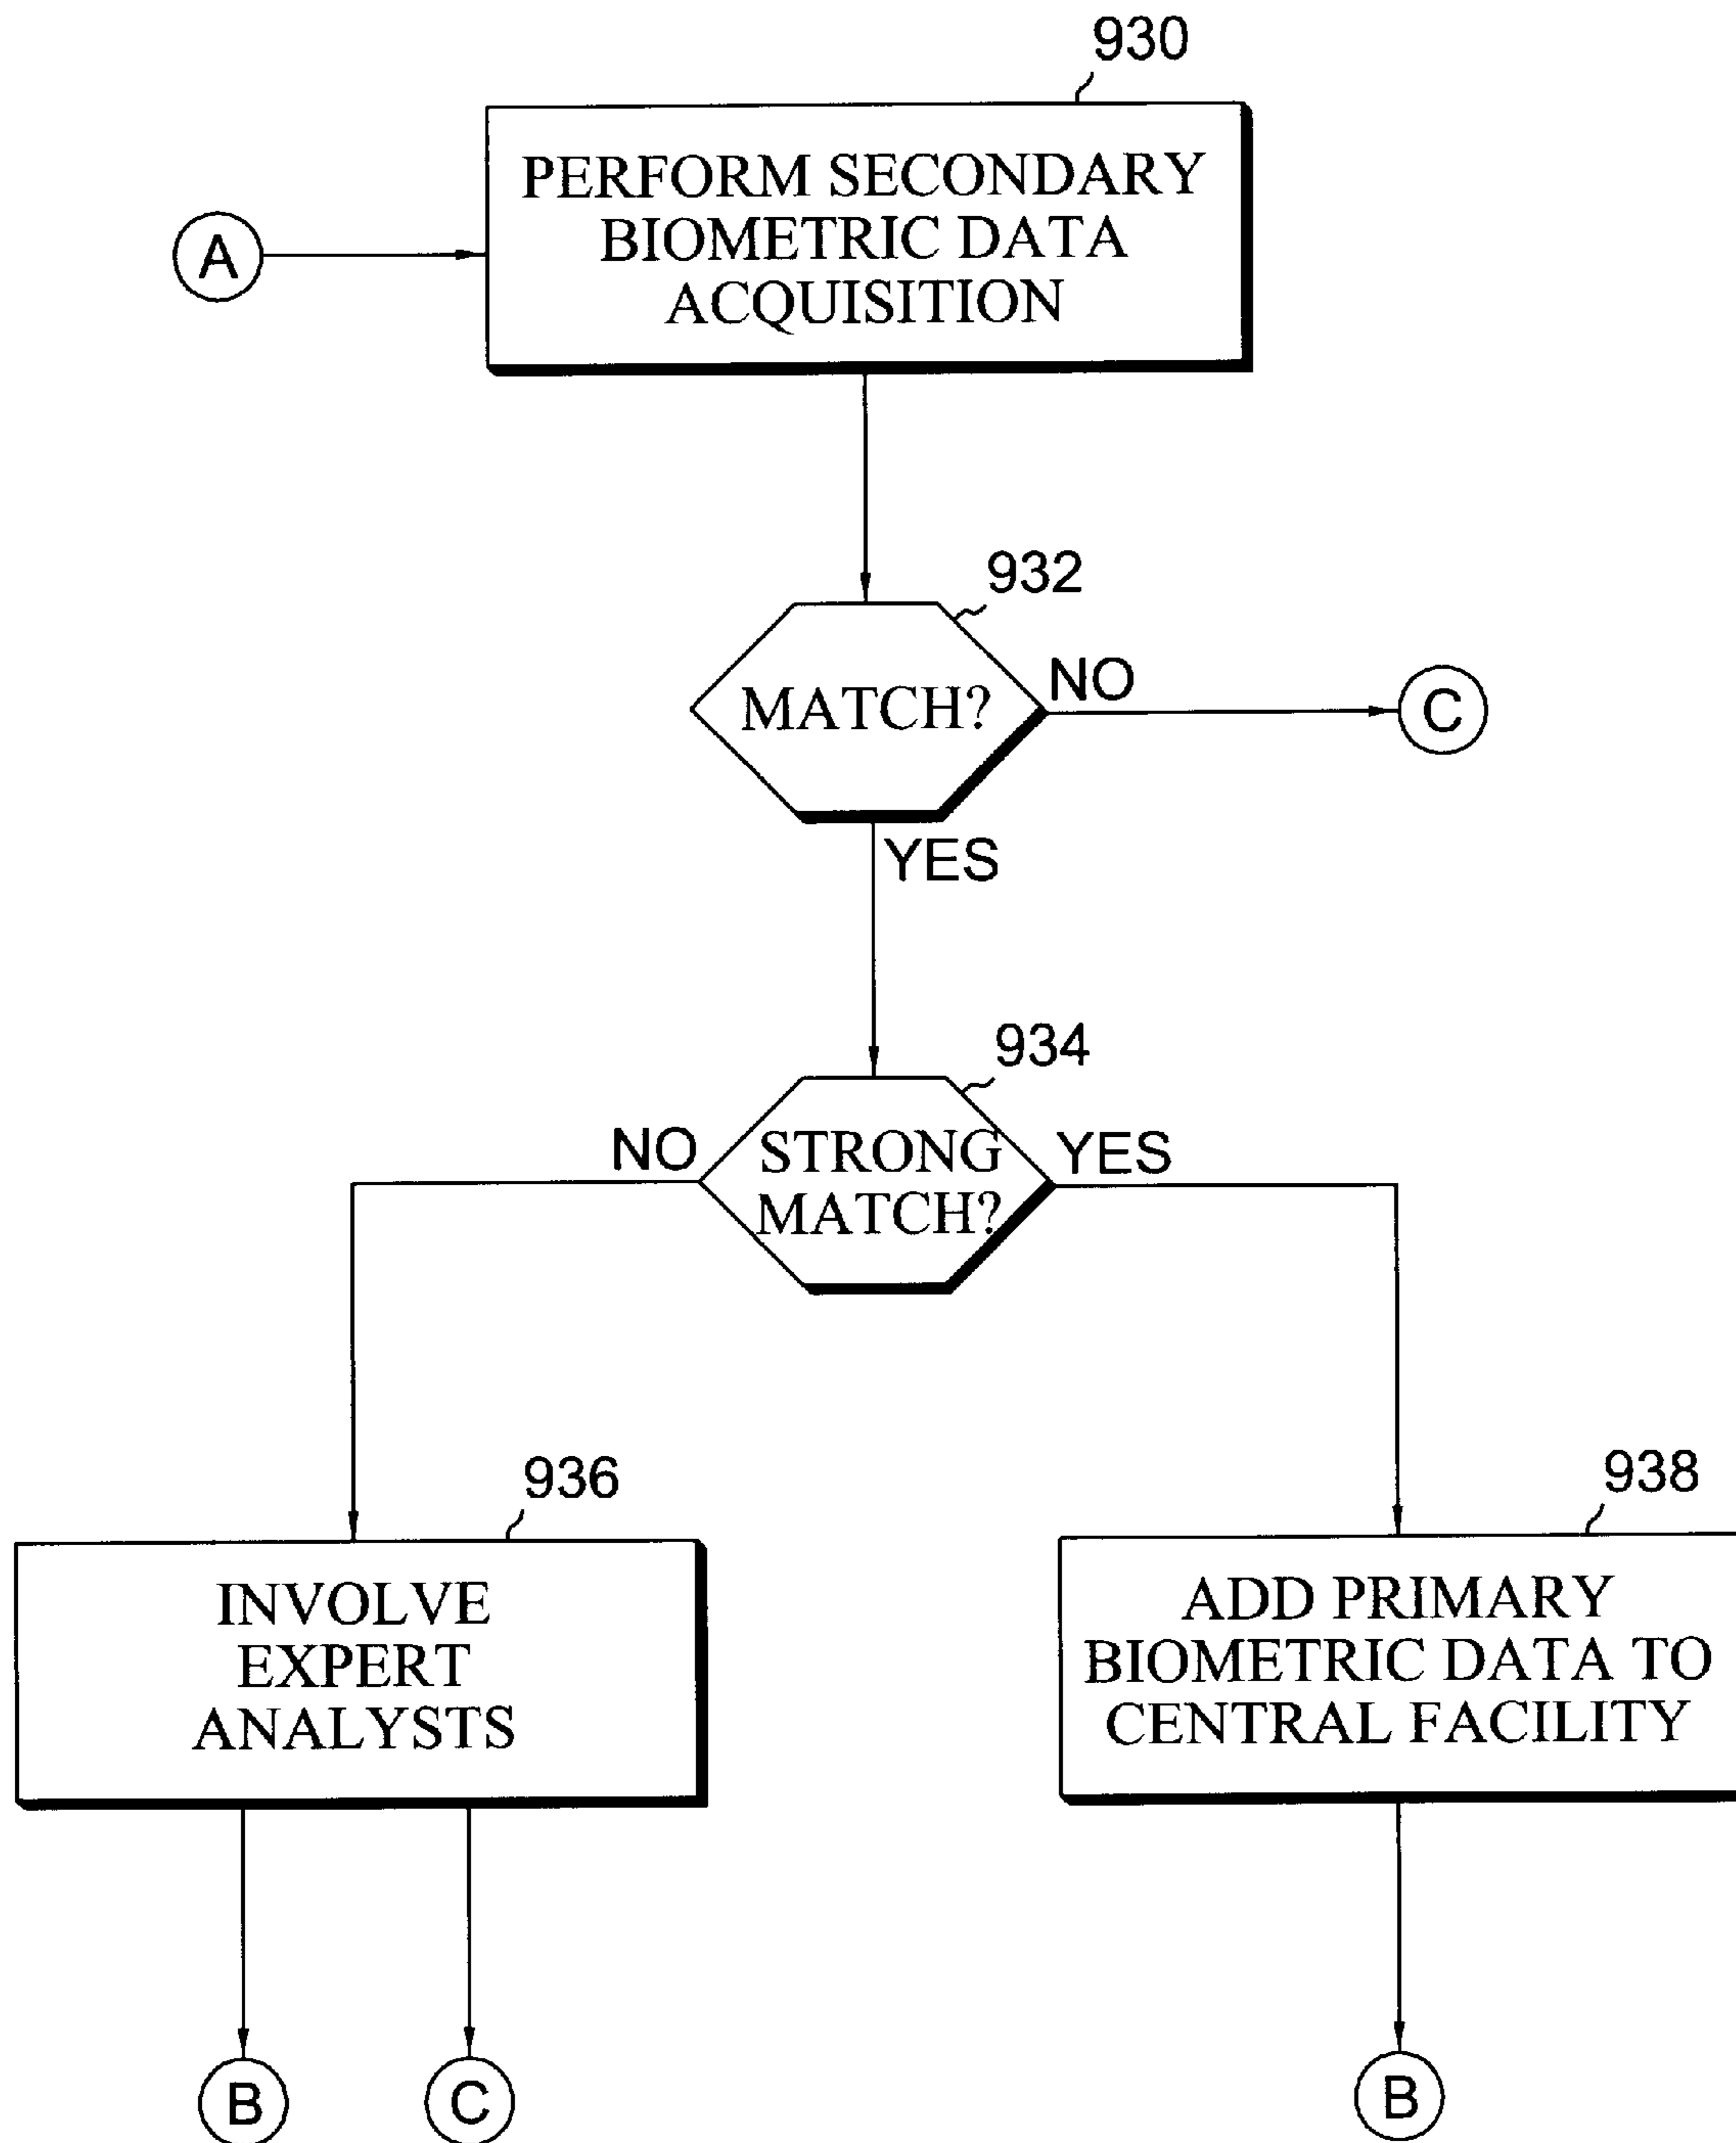 930
PERFORM SECONDARY
BIOMETRIC DATA
ACQUISITION
A
932
MATCH?
NO
C
YES
934
NO
STRONG
MATCH?
YES
936
INVOLVE
EXPERT
ANALYSTS
938
ADD PRIMARY
BIOMETRIC DATA TO
CENTRAL FACILITY
B
C
B